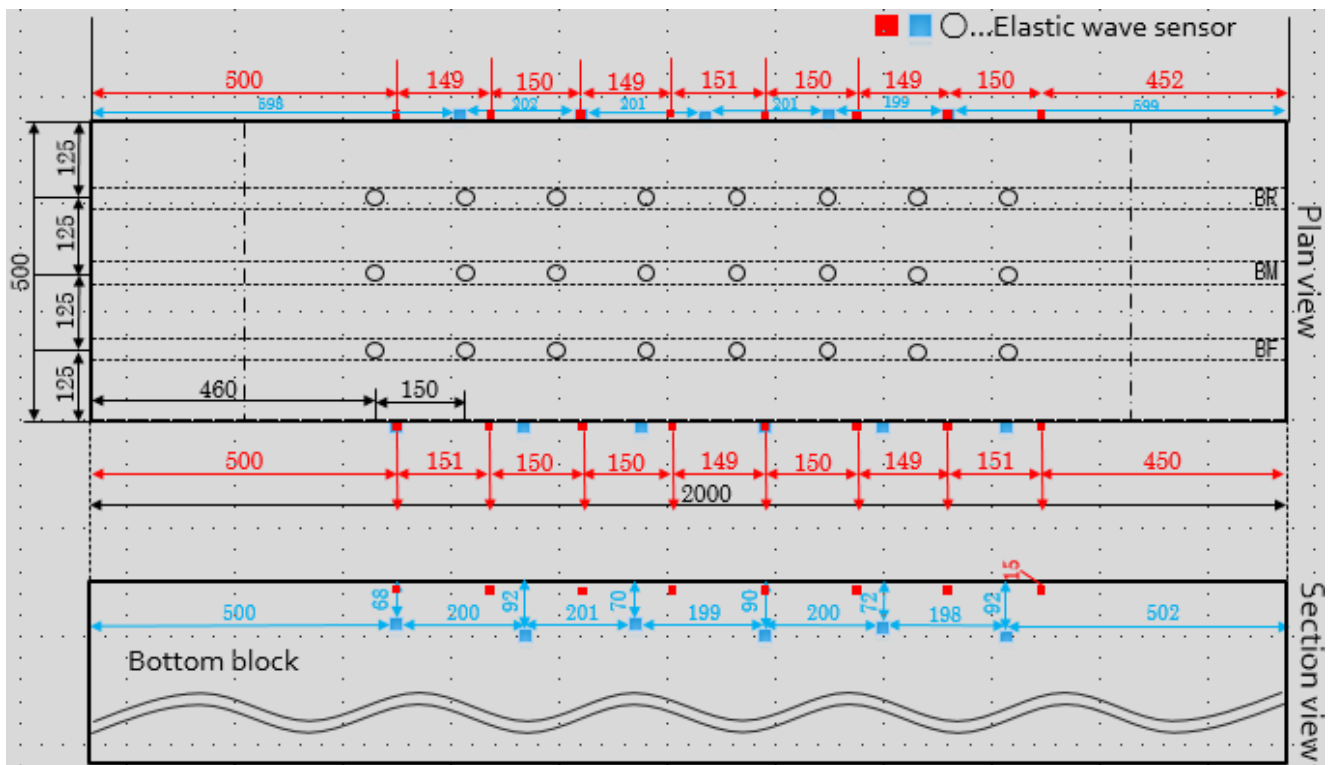 ...Elastic wave sensor
500 149 150 149 151 150 149 150 452
598 202 201 201 199 599
125
125
125
125
500
BR
BM
BF
Plan view
460 150
500 151 150 150 149 150 149 151 450
2000
15
68 92 70 90 72 92
500 200 201 199 200 198 502
Bottom block
Section view